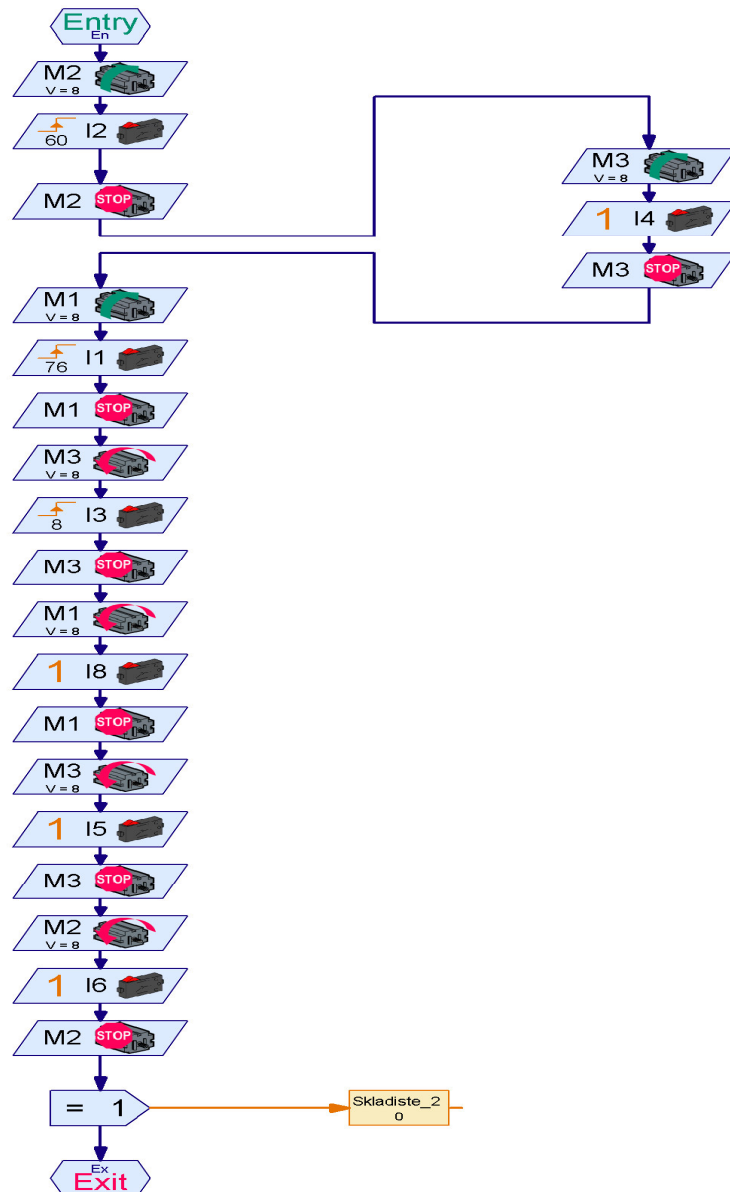 Entry
En
M2
V = 8
STOP
60 I2
M2 STOP
M3
V = 8
1 I4
M3 STOP
M1
V = 8
76 I1
M1 STOP
M3
V = 8
8 I3
M3 STOP
M1
V = 8
1 I8
M1 STOP
M3
V = 8
1 I5
M3 STOP
M2
V = 8
1 I6
M2 STOP
= 1
Skladiste_2
0
Ex
Exit